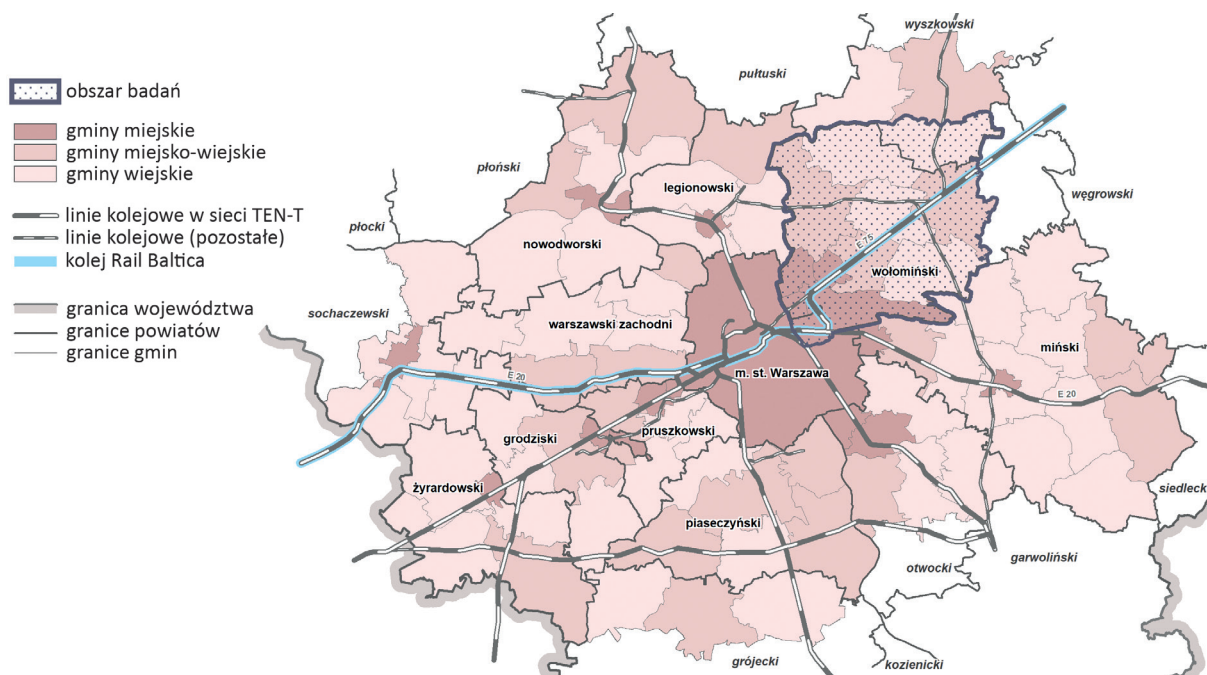 obszar badań
gminy miejskie
gminy miejsko-wiejskie
gminy wiejskie
linie kolejowe w sieci TEN-T
linie kolejowe (pozostałe)
kolej Rail Baltica
granica województwa
granice powiatów
granice gmin
wyszkowski
pułtuski
płoński
legionowski
węgrowski
płocki
nowodworski
E 75
wołomiński
sochaczewski
warszawski zachodni
miński
E 20
m. st. Warszawa
E 20
pruszkowski
grodziski
żyrardowski
siedleck
piaseczyński
garwoliński
otwocki
grójecki
kozienicki